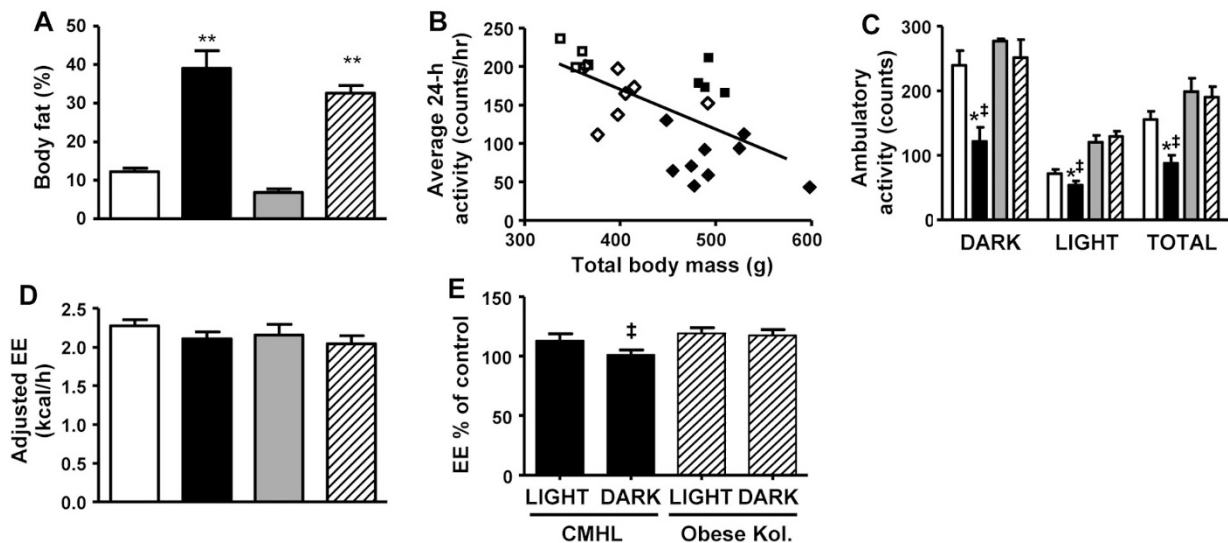 A
Body fat (%)
50
40
30
20
10
0
**
**
B
Average 24-h
activity (counts/hr)
250
200
150
100
50
0
300
400
500
600
Total body mass (g)
C
Ambulatory
activity (counts)
300
200
100
0
*‡
*‡
*‡
DARK
LIGHT
TOTAL
D
Adjusted EE
(kcal/h)
2.5
2.0
1.5
1.0
0.5
0.0
E
EE % of control
150
100
50
0
‡
LIGHT DARK LIGHT DARK
CMHL
Obese Kol.